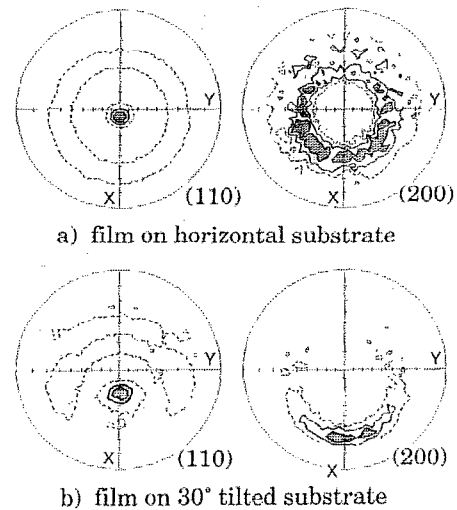 Y
Y
X
(110)
X
(200)
a) film on horizontal substrate
Y
Y
X
(110)
X
(200)
b) film on 30° tilted substrate